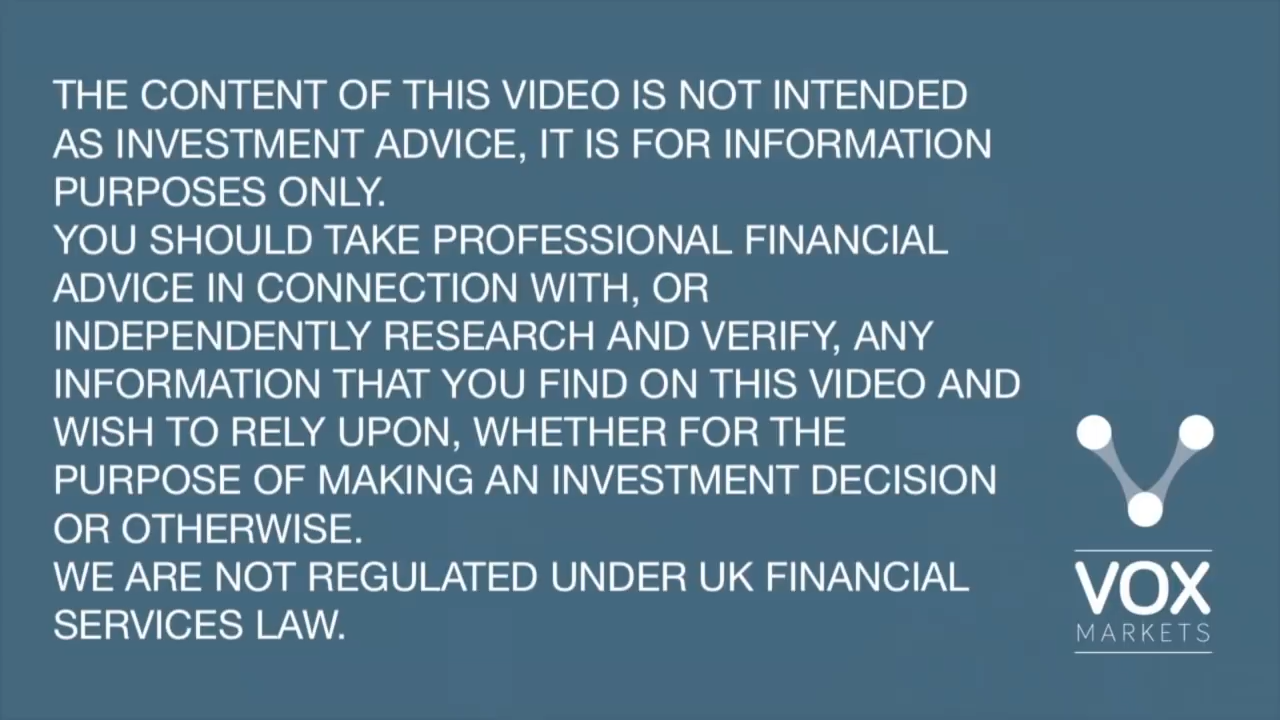 THE CONTENT OF THIS VIDEO IS NOT INTENDED
AS INVESTMENT ADVICE, IT IS FOR INFORMATION
PURPOSES ONLY.
YOU SHOULD TAKE PROFESSIONAL FINANCIAL
ADVICE IN CONNECTION WITH, OR
INDEPENDENTLY RESEARCH AND VERIFY, ANY
INFORMATION THAT YOU FIND ON THIS VIDEO AND
WISH TO RELY UPON, WHETHER FOR THE
PURPOSE OF MAKING AN INVESTMENT DECISION
OR OTHERWISE.
WE ARE NOT REGULATED UNDER UK FINANCIAL
SERVICES LAW.
VOX
MARKETS